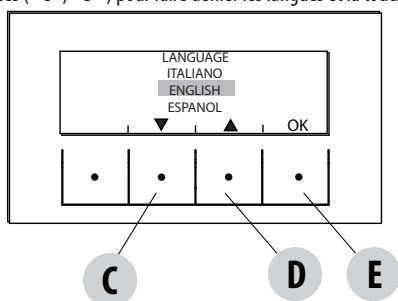 LANGUAGE
ITALIANO
ENGLISH
ESPANOL
▼ ▲ OK
C D E